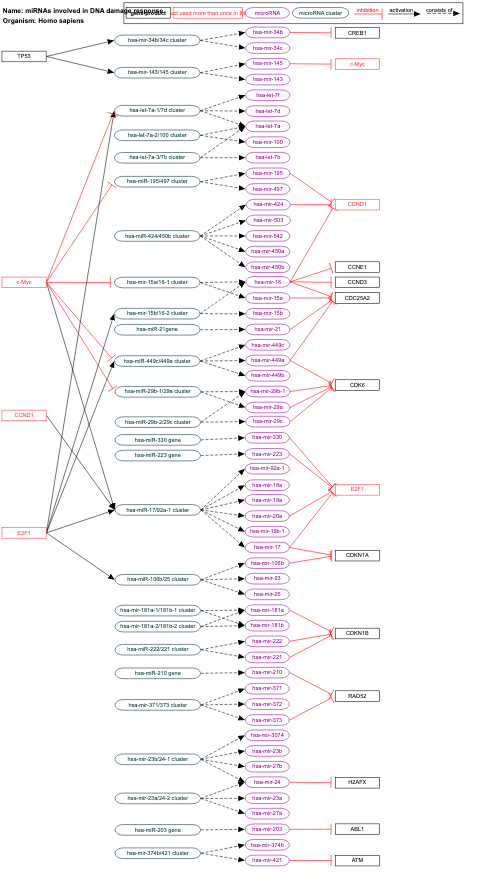 Name: miRNAs involved in DNA damage response
Organism: Homo sapiens
gene product
not used more than once in the
microRNA
microRNA cluster
inhibition
activation
consists of
TP53
c-Myc
CCND1
E2F1
hsa-mir-34b/34c cluster
hsa-mir-143/145 cluster
hsa-let-7a-1/7d cluster
hsa-let-7a-2/100 cluster
hsa-let-7a-3/7b cluster
hsa-miR-195/497 cluster
hsa-miR-424/450b cluster
hsa-mir-15a/16-1 cluster
hsa-mir-15b/16-2 cluster
hsa-miR-21gene
hsa-miR-449c/449a cluster
hsa-miR-29b-1/29a cluster
hsa-miR-29b-2/29c cluster
hsa-miR-330 gene
hsa-miR-223 gene
hsa-miR-17/92a-1 cluster
hsa-miR-106b/25 cluster
hsa-mir-181a-1/181b-1 cluster
hsa-mir-181a-2/181b-2 cluster
hsa-miR-222/221 cluster
hsa-miR-210 gene
hsa-mir-371/373 cluster
hsa-mir-23b/24-1 cluster
hsa-mir-23a/24-2 cluster
hsa-miR-203 gene
hsa-mir-374b/421 cluster
hsa-mir-34b
hsa-mir-34c
hsa-mir-145
hsa-mir-143
hsa-let-7f
hsa-let-7d
hsa-let-7a
hsa-mir-100
hsa-let-7b
hsa-mir-195
hsa-mir-497
hsa-mir-424
hsa-mir-503
hsa-mir-542
hsa-mir-450a
hsa-mir-450b
hsa-mir-16
hsa-mir-15a
hsa-mir-15b
hsa-mir-21
hsa-mir-449c
hsa-mir-449a
hsa-mir-449b
hsa-mir-29b-1
hsa-mir-29a
hsa-mir-29c
hsa-mir-330
hsa-mir-223
hsa-mir-92a-1
hsa-mir-18a
hsa-mir-19a
hsa-mir-20a
hsa-mir-19b-1
hsa-mir-17
hsa-mir-106b
hsa-mir-93
hsa-mir-25
hsa-mir-181a
hsa-mir-181b
hsa-mir-222
hsa-mir-221
hsa-mir-210
hsa-mir-371
hsa-mir-372
hsa-mir-373
hsa-mir-3074
hsa-mir-23b
hsa-mir-27b
hsa-mir-24
hsa-mir-23a
hsa-mir-27a
hsa-mir-203
hsa-mir-374b
hsa-mir-421
CREB1
c-Myc
CCND1
CCNE1
CCND3
CDC25A2
CDK6
E2F1
CDKN1A
CDKN1B
RAD52
H2AFX
ABL1
ATM